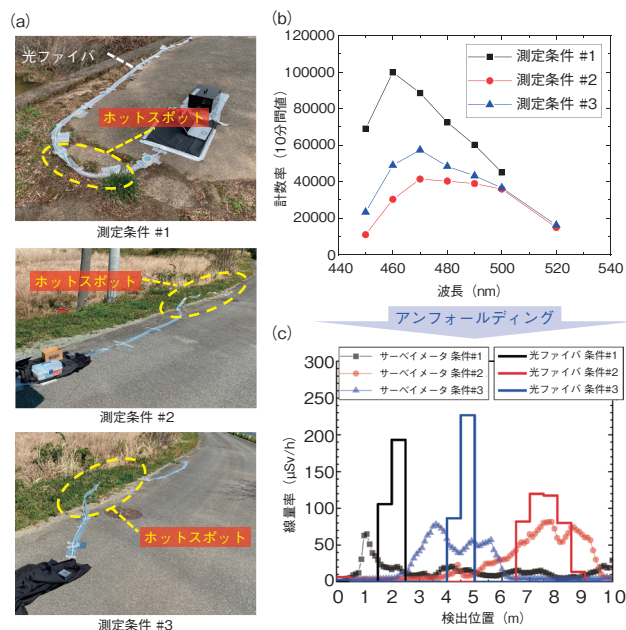 (a)
光ファイバ
ホットスポット
測定条件 #1
ホットスポット
測定条件 #2
ホットスポット
測定条件 #3
(b)
120000
100000
80000
60000
40000
20000
0
計数率（10分間値）
測定条件 #1
測定条件 #2
測定条件 #3
440 460 480 500 520 540
波長（nm）
アンフォールディング
(c)
サーベイメータ 条件#1
サーベイメータ 条件#2
サーベイメータ 条件#3
光ファイバ 条件#1
光ファイバ 条件#2
光ファイバ 条件#3
300
250
200
150
100
50
0
線量率（μSv/h）
0 1 2 3 4 5 6 7 8 9 10
検出位置（m）